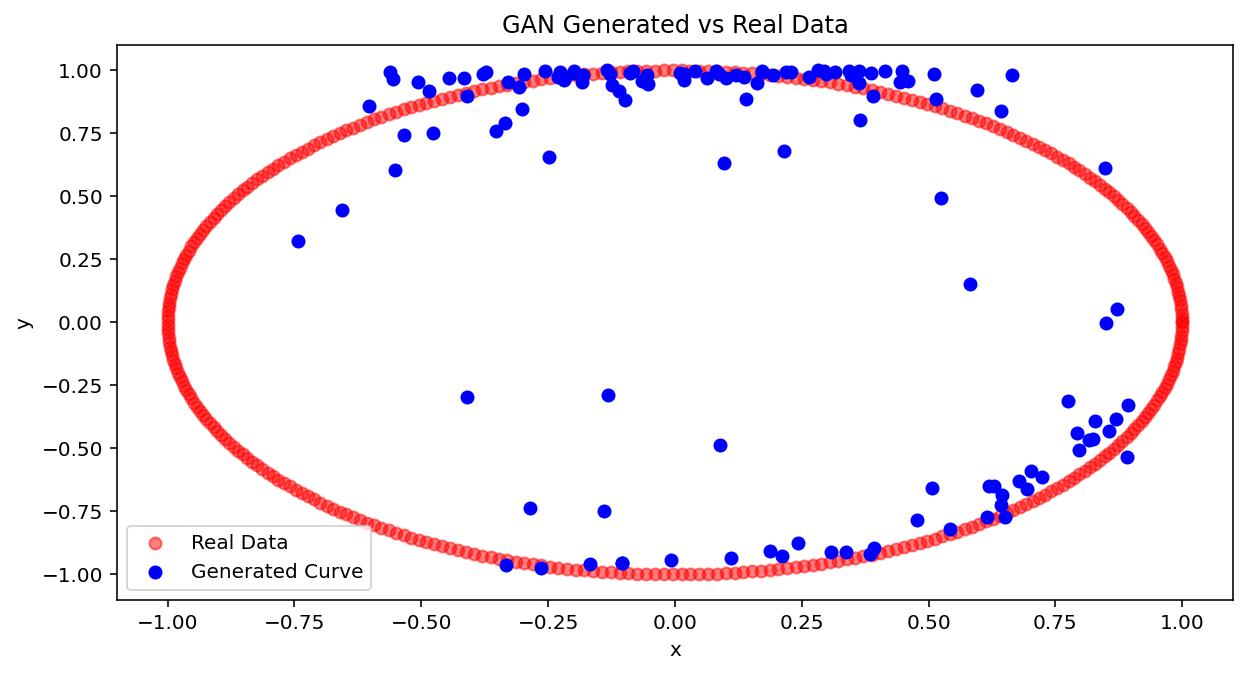 GAN Generated vs Real Data
1.00
0.75
0.50
0.25
0.00
−0.25
−0.50
−0.75
−1.00
y
Real Data
Generated Curve
−1.00 −0.75 −0.50 −0.25 0.00 0.25 0.50 0.75 1.00
x